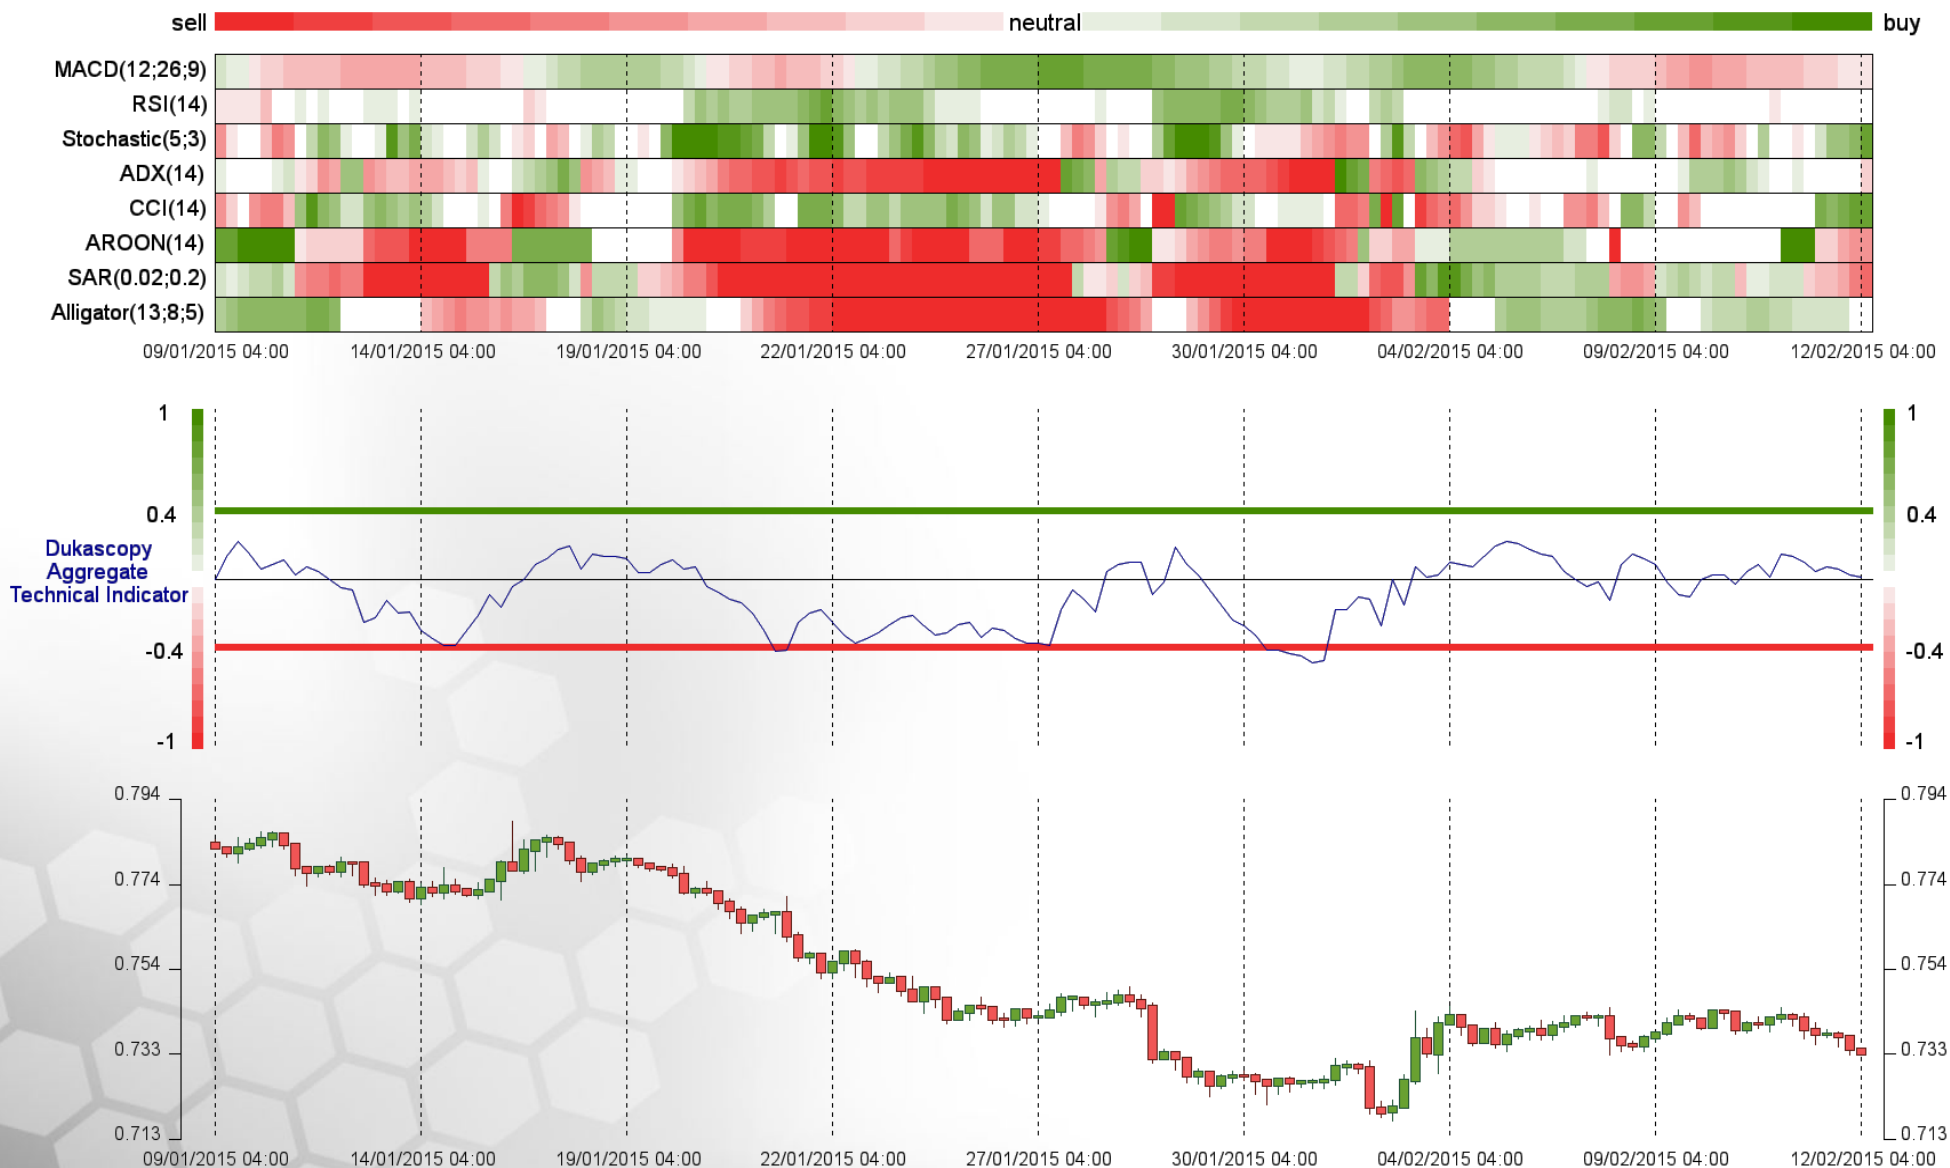 sell neutral buy
MACD(12;26;9)
RSI(14)
Stochastic(5;3)
ADX(14)
CCI(14)
AROON(14)
SAR(0.02;0.2)
Alligator(13;8;5)
09/01/2015 04:00 14/01/2015 04:00 19/01/2015 04:00 22/01/2015 04:00 27/01/2015 04:00 30/01/2015 04:00 04/02/2015 04:00 09/02/2015 04:00 12/02/2015 04:00
1 1
0.4 0.4
Dukascopy
Aggregate
Technical Indicator
-0.4 -0.4
-1 -1
0.794 0.794
0.774 0.774
0.754 0.754
0.733 0.733
0.713 0.713
09/01/2015 04:00 14/01/2015 04:00 19/01/2015 04:00 22/01/2015 04:00 27/01/2015 04:00 30/01/2015 04:00 04/02/2015 04:00 09/02/2015 04:00 12/02/2015 04:00